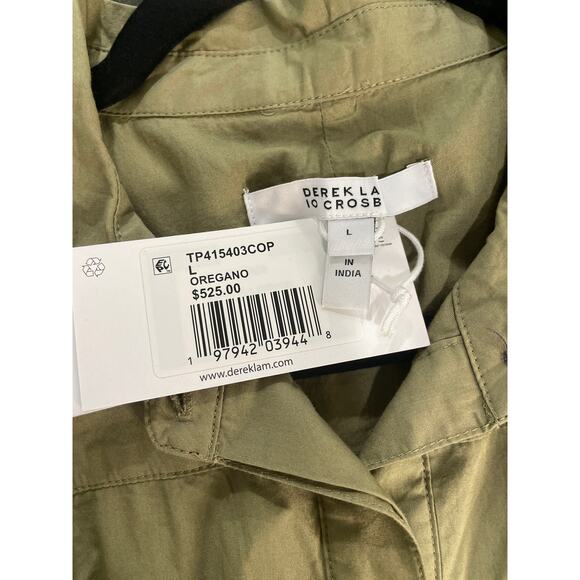 DEREK LA
10 CROSB
L
IN
INDIA
TP415403COP
L
OREGANO
$525.00
1 97942 03944 8
www.dereklam.com